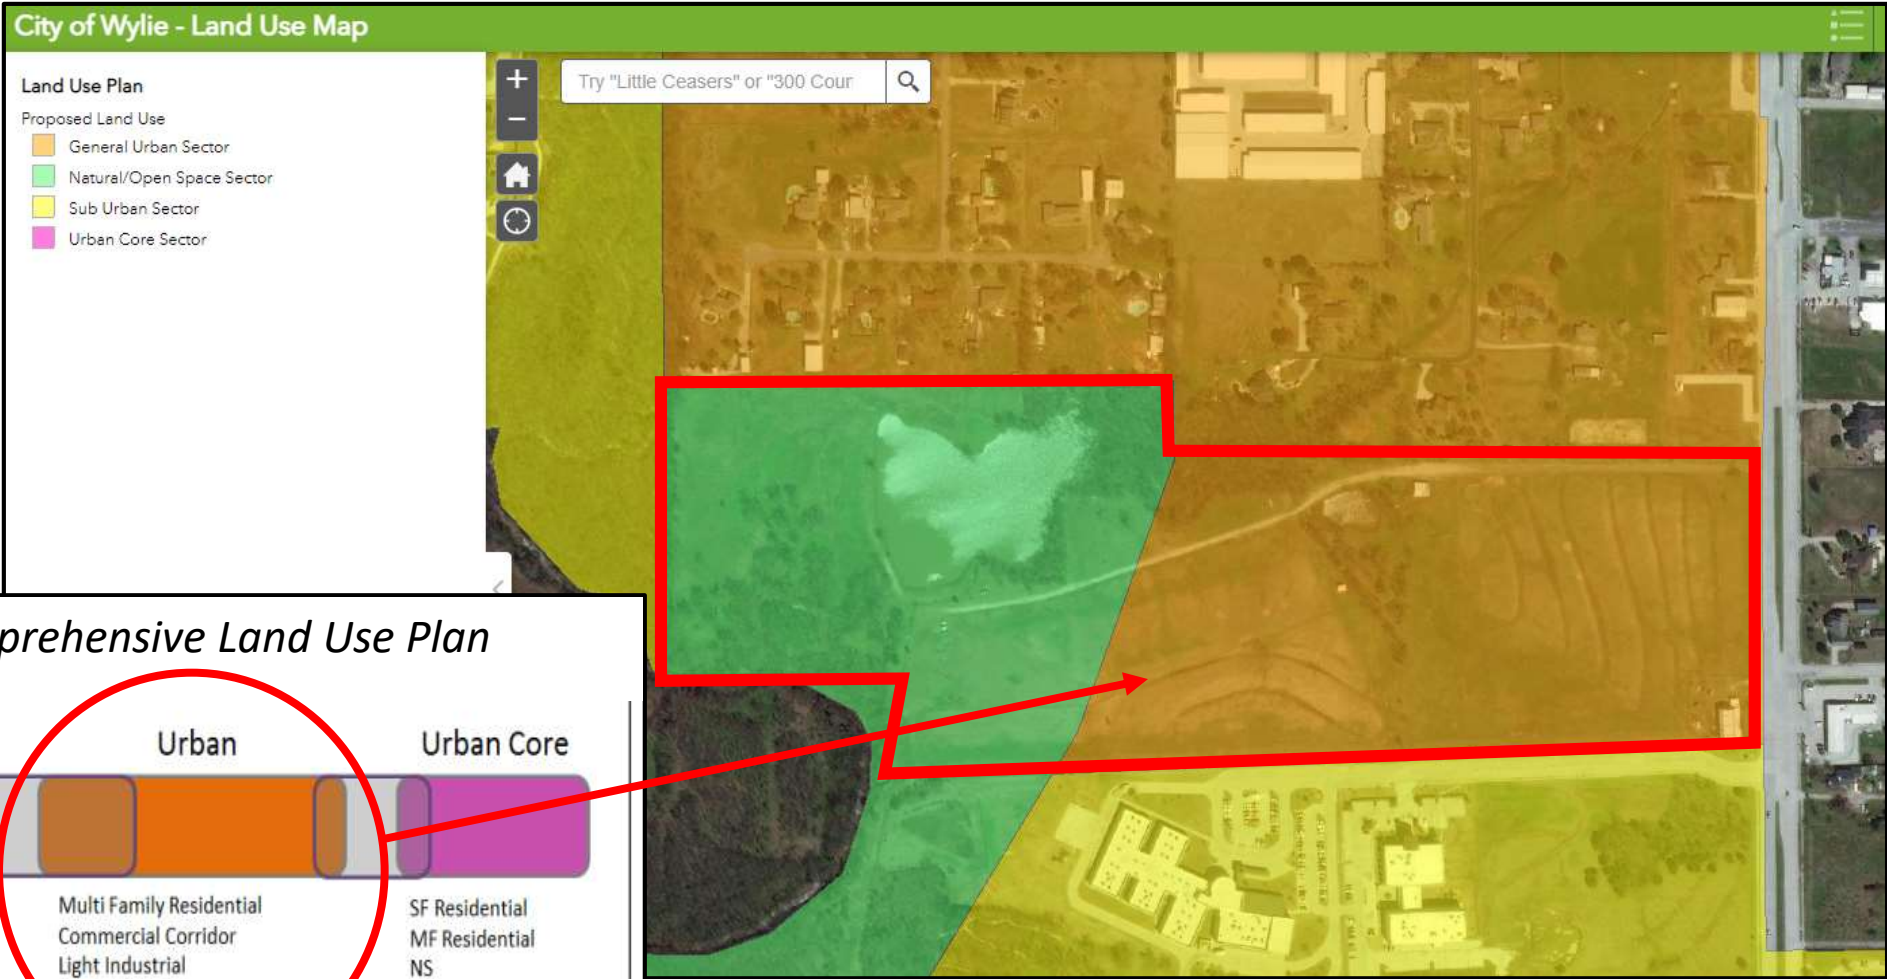 City of Wylie - Land Use Map
Land Use Plan
Proposed Land Use
General Urban Sector
Natural/Open Space Sector
Sub Urban Sector
Urban Core Sector
+
Try "Little Ceasers" or "300 Cour
−
<
prehensive Land Use Plan
Urban
Urban Core
Multi Family Residential
Commercial Corridor
Light Industrial
SF Residential
MF Residential
NS